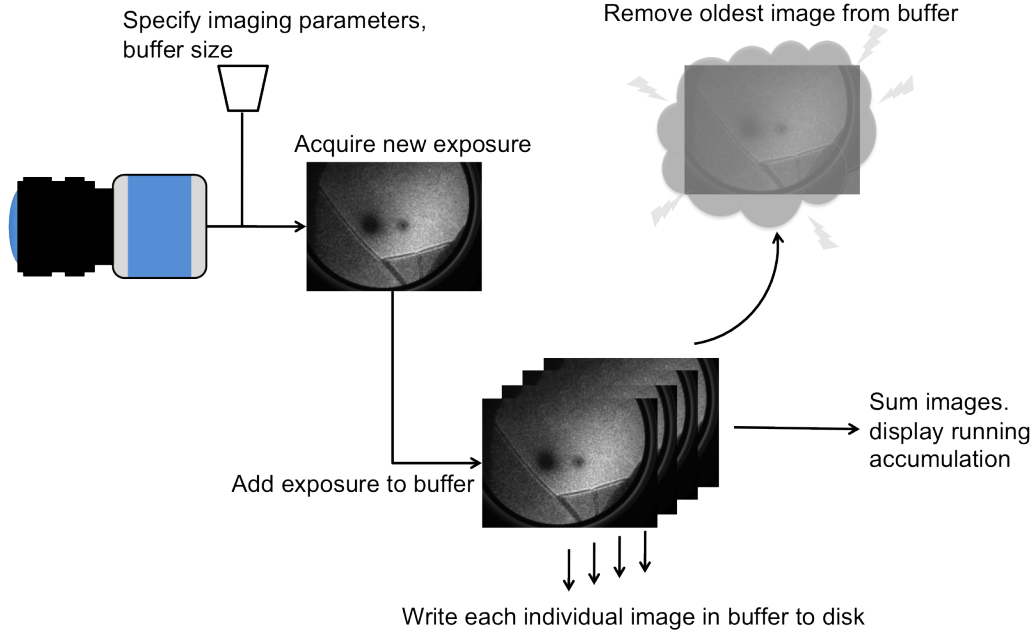 Specify imaging parameters,
buffer size
Remove oldest image from buffer
Acquire new exposure
Sum images.
display running
accumulation
Add exposure to buffer
Write each individual image in buffer to disk